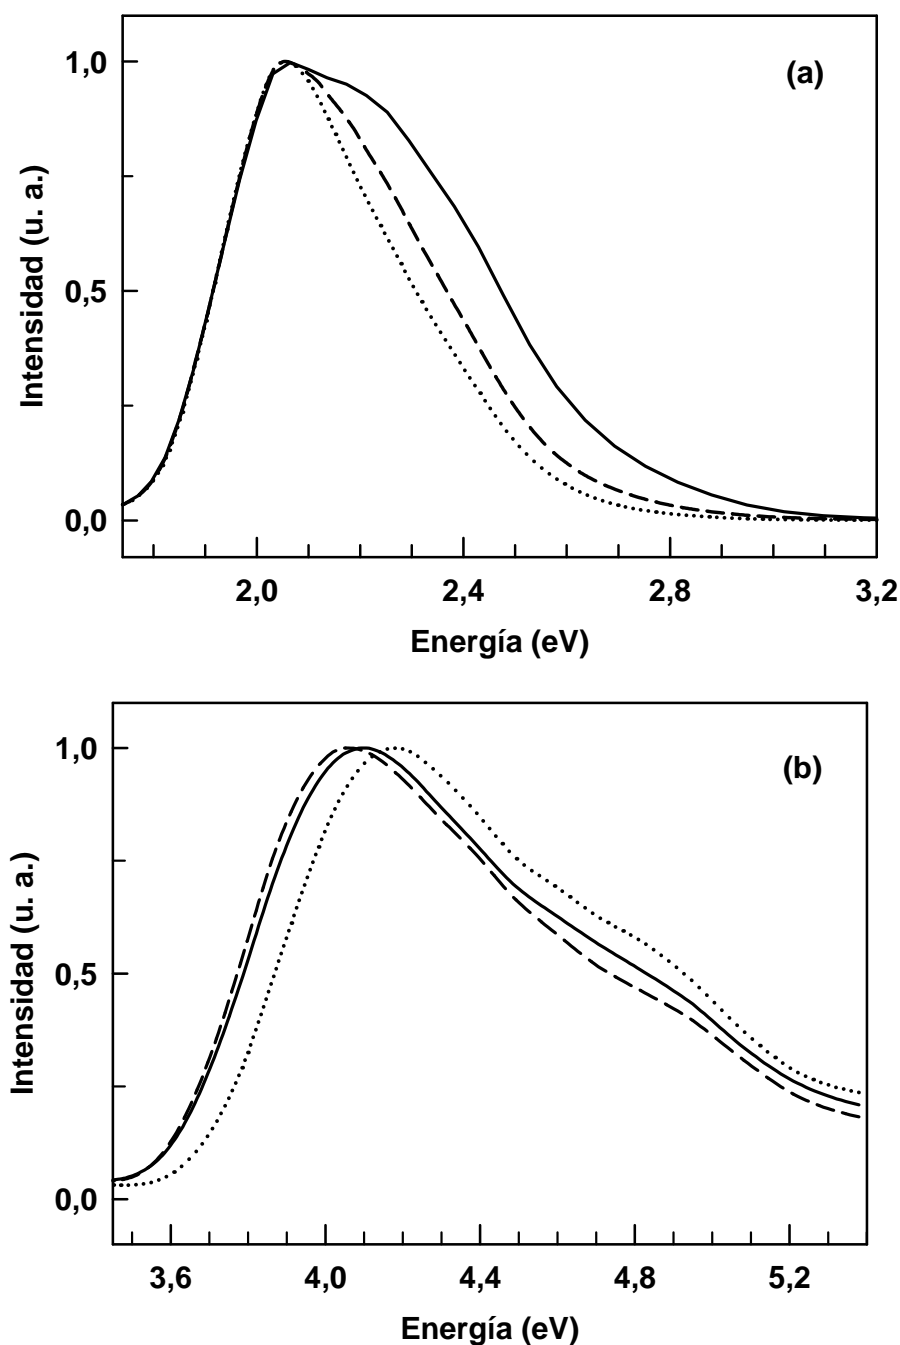 (a)
1,0
0,5
0,0
Intensidad (u. a.)
2,0 2,4 2,8 3,2
Energía (eV)
(b)
1,0
0,5
0,0
Intensidad (u. a.)
3,6 4,0 4,4 4,8 5,2
Energía (eV)